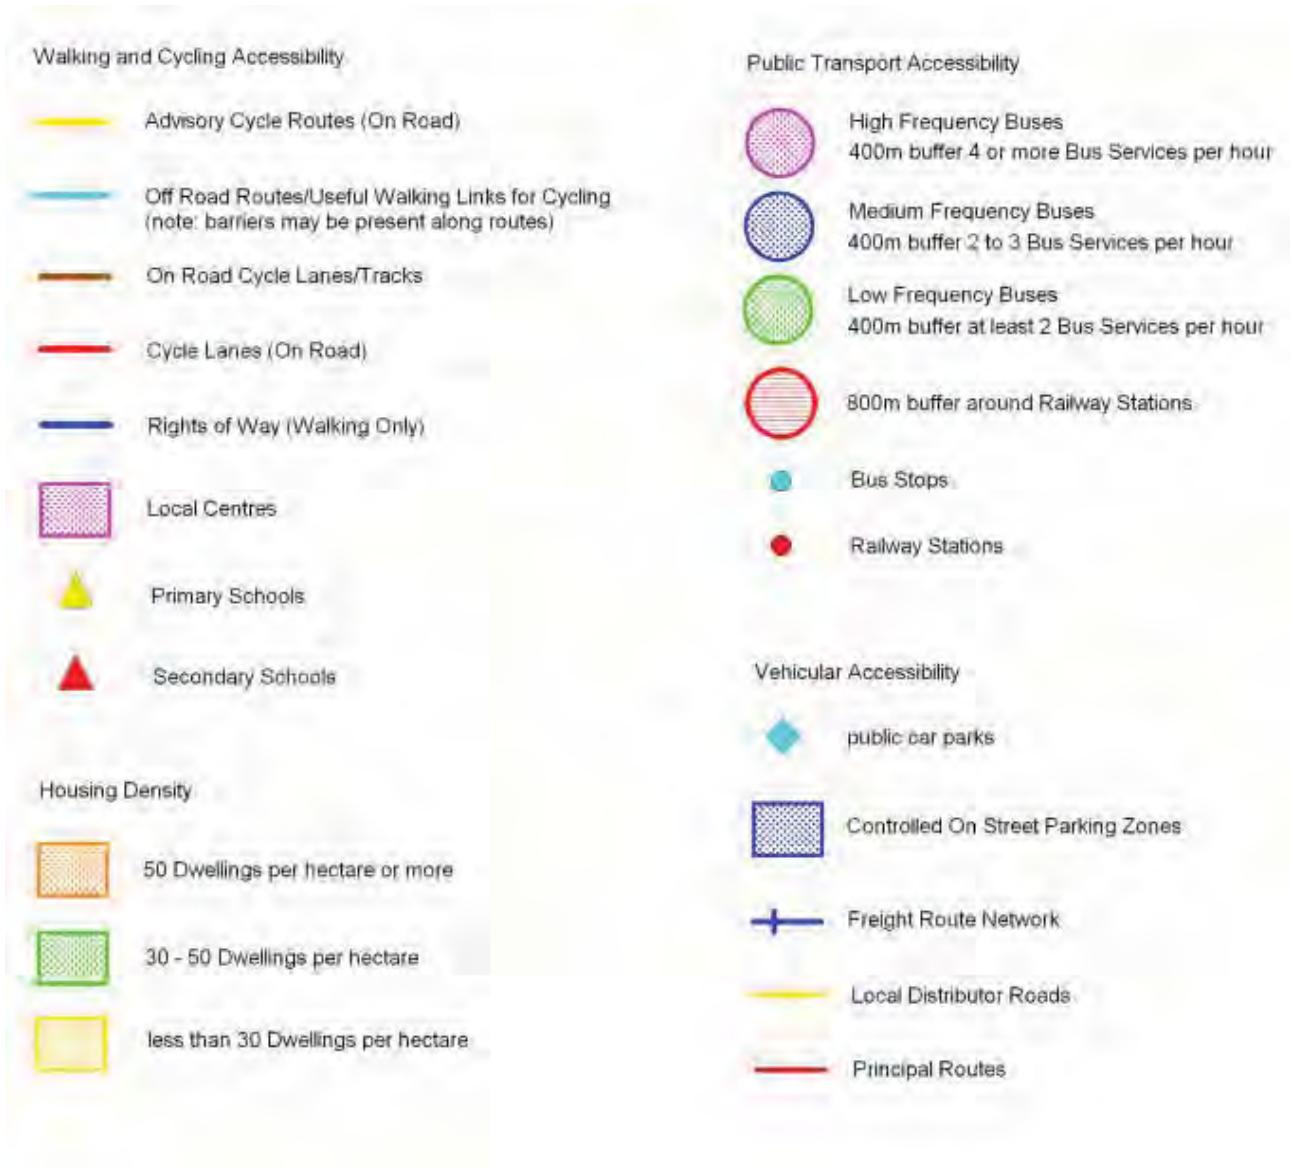 Walking and Cycling Accessibility
Advisory Cycle Routes (On Road)
Off Road Routes/Useful Walking Links for Cycling
(note: barriers may be present along routes)
On Road Cycle Lanes/Tracks
Cycle Lanes (On Road)
Rights of Way (Walking Only)
Local Centres
Primary Schools
Secondary Schools
Housing Density
50 Dwellings per hectare or more
30 - 50 Dwellings per hectare
less than 30 Dwellings per hectare
Public Transport Accessibility
High Frequency Buses
400m buffer 4 or more Bus Services per hour
Medium Frequency Buses
400m buffer 2 to 3 Bus Services per hour
Low Frequency Buses
400m buffer at least 2 Bus Services per hour
800m buffer around Railway Stations
Bus Stops
Railway Stations
Vehicular Accessibility
public car parks
Controlled On Street Parking Zones
Freight Route Network
Local Distributor Roads
Principal Routes